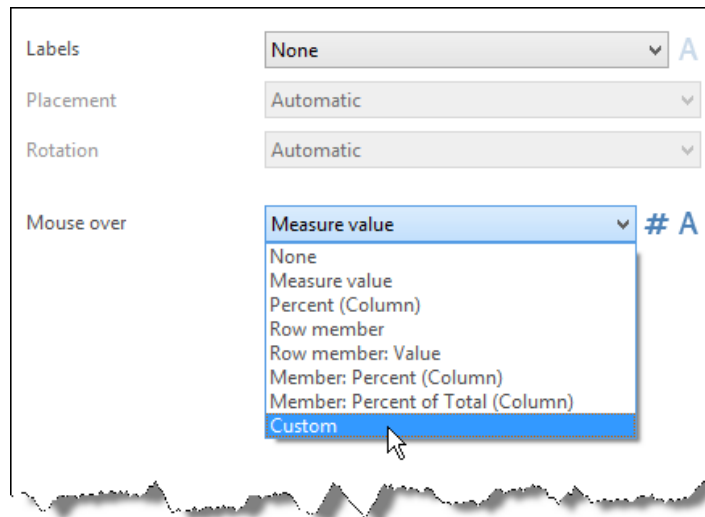 Labels None A
Placement Automatic
Rotation Automatic
Mouse over Measure value # A
None
Measure value
Percent (Column)
Row member
Row member: Value
Member: Percent (Column)
Member: Percent of Total (Column)
Custom